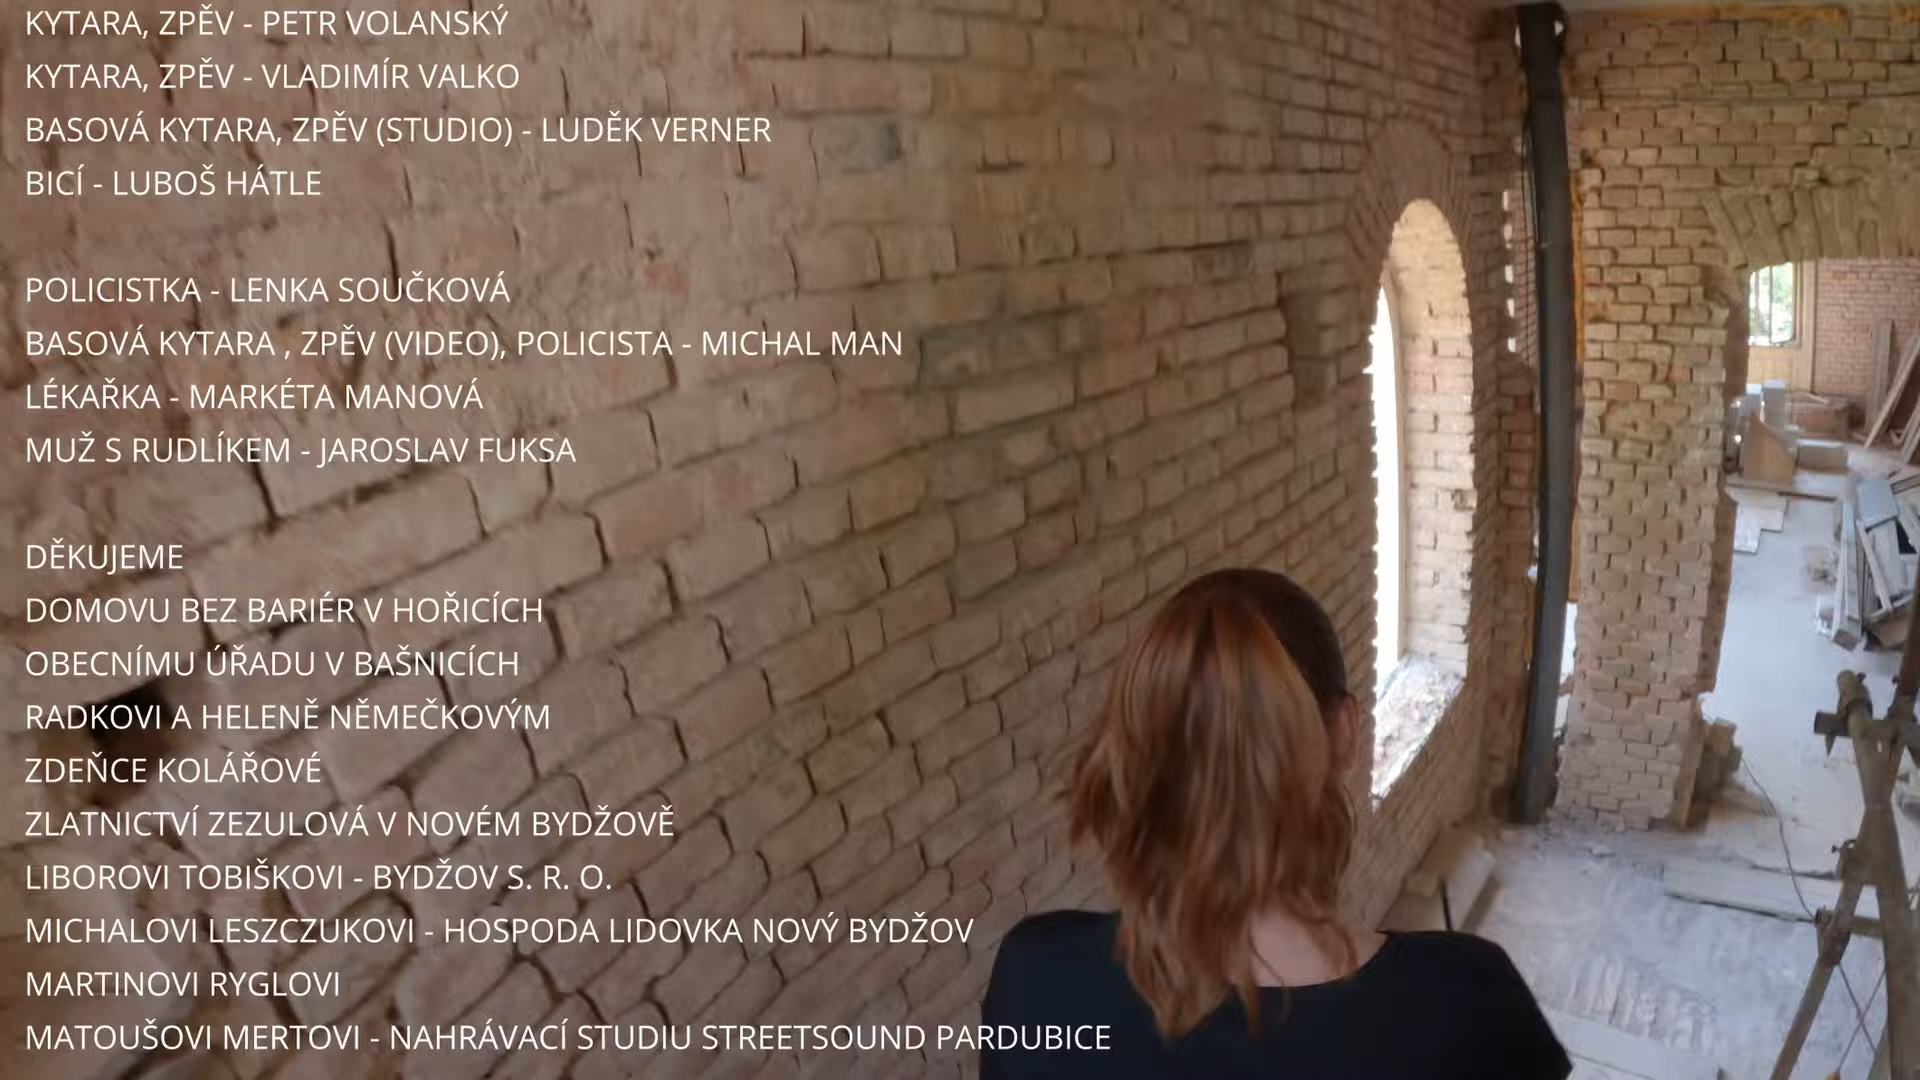 KYTARA, ZPĚV - PETR VOLANSKÝ
KYTARA, ZPĚV - VLADIMÍR VALKO
BASOVÁ KYTARA, ZPĚV (STUDIO) - LUDĚK VERNER
BICÍ - LUBOŠ HÁTLE
POLICISTKA - LENKA SOUČKOVÁ
BASOVÁ KYTARA , ZPĚV (VIDEO), POLICISTA - MICHAL MAN
LÉKAŘKA - MARKÉTA MANOVÁ
MUŽ S RUDLÍKEM - JAROSLAV FUKSA
DĚKUJEME
DOMOVU BEZ BARIÉR V HOŘICÍCH
OBECNÍMU ÚŘADU V BAŠNICÍCH
RADKOVI A HELENĚ NĚMEČKOVÝM
ZDEŇCE KOLÁŘOVÉ
ZLATNICTVÍ ZEZULOVÁ V NOVÉM BYDŽOVĚ
LIBOROVI TOBIŠKOVI - BYDŽOV S. R. O.
MICHALOVI LESZCZUKOVI - HOSPODA LIDOVKA NOVÝ BYDŽOV
MARTINOVI RYGLOVI
MATOUŠOVI MERTOVI - NAHRÁVACÍ STUDIU STREETSOUND PARDUBICE